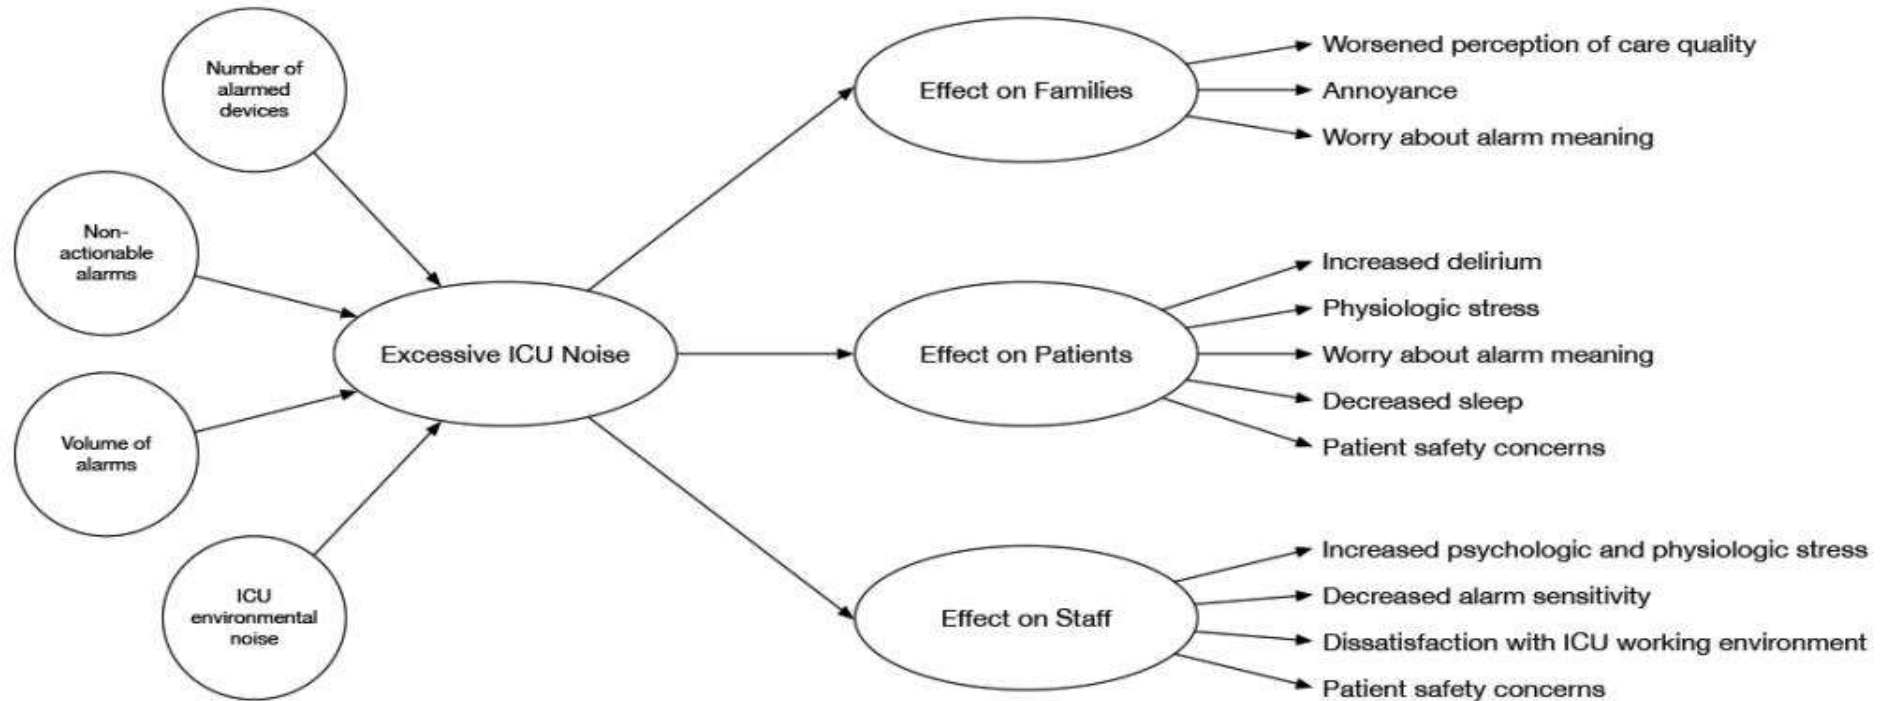 Number of
alarmed
devices
Non-
actionable
alarms
Volume of
alarms
ICU
environmental
noise
Excessive ICU Noise
Effect on Families
Worsened perception of care quality
Annoyance
Worry about alarm meaning
Effect on Patients
Increased delirium
Physiologic stress
Worry about alarm meaning
Decreased sleep
Patient safety concerns
Effect on Staff
Increased psychologic and physiologic stress
Decreased alarm sensitivity
Dissatisfaction with ICU working environment
Patient safety concerns